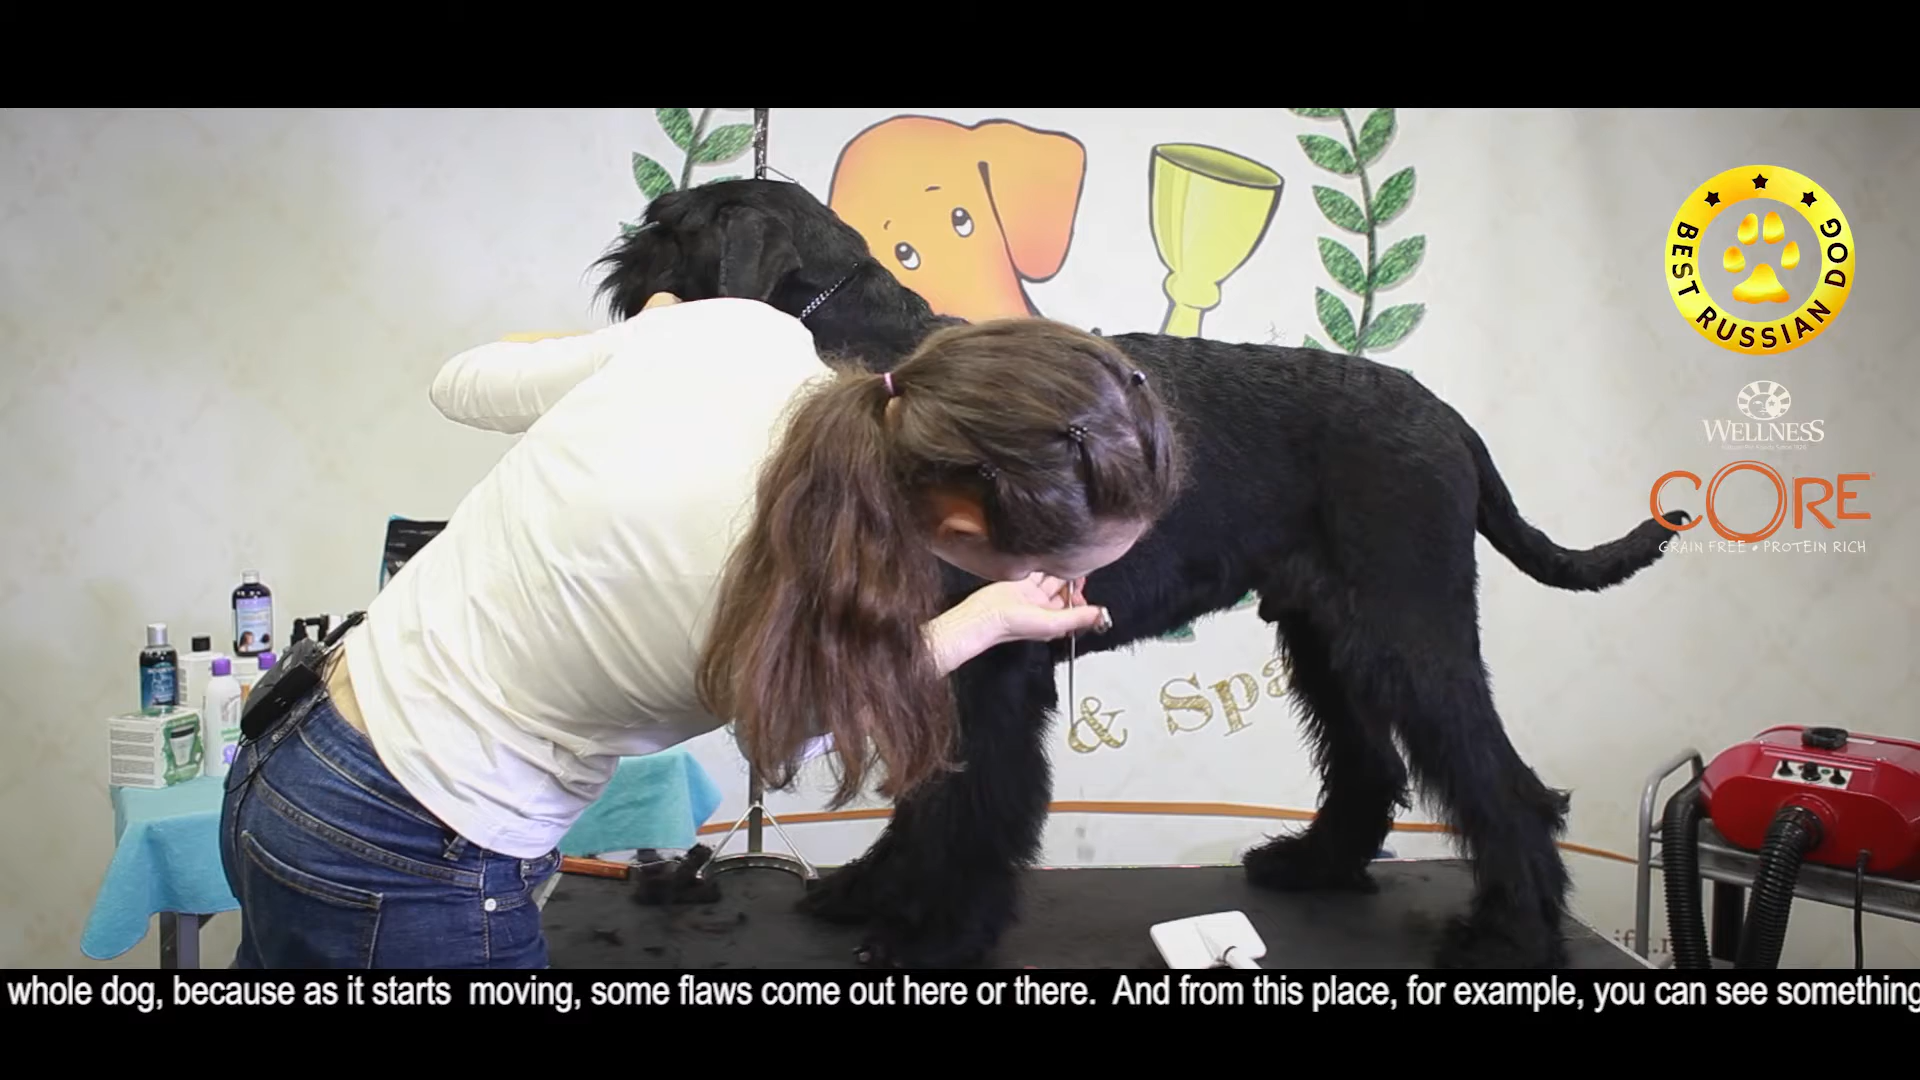 BEST RUSSIAN DOG
WELLNESS
CORE
GRAIN FREE • PROTEIN RICH
& Spa
whole dog, because as it starts  moving, some flaws come out here or there.  And from this place, for example, you can see something